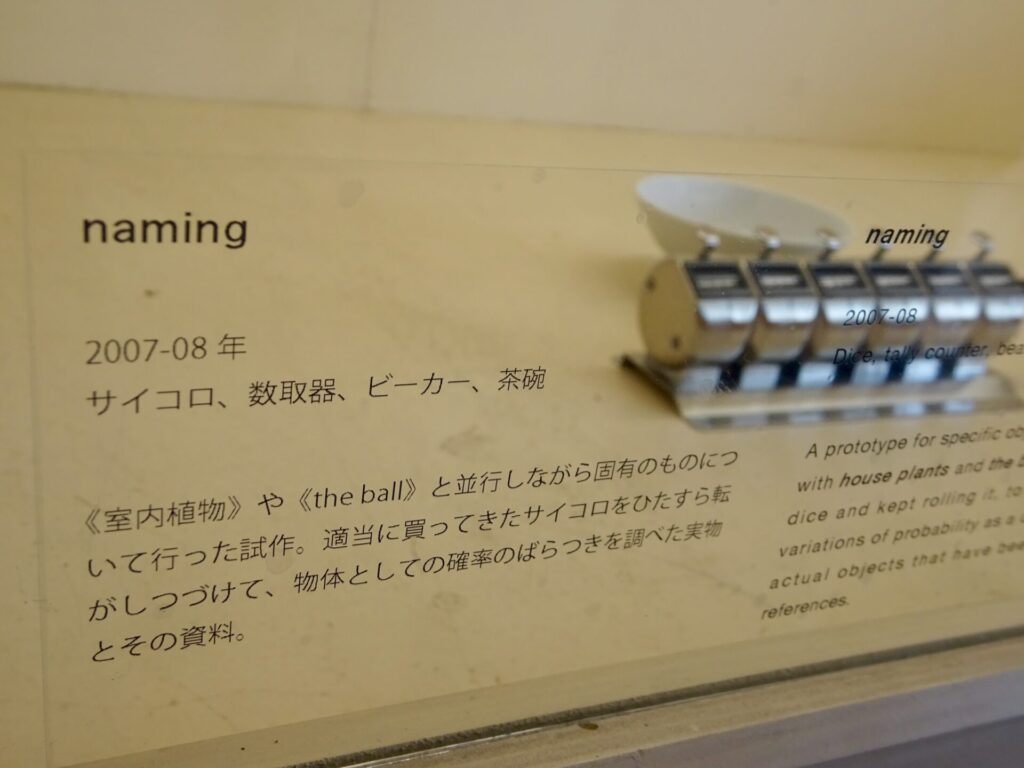 naming
2007-08 年
サイコロ、数取器、ビーカー、茶碗
《室内植物》や《the ball》と並行しながら固有のものにつ
いて行った試作。適当に買ってきたサイコロをひたすら転
がしつづけて、物体としての確率のばらつきを調べた実物
とその資料。
naming
2007-08
Dice, tally counter,
A prototype for specific
with house plants and the
dice and kept rolling it, to
variations of probability as a
actual objects that have
references.